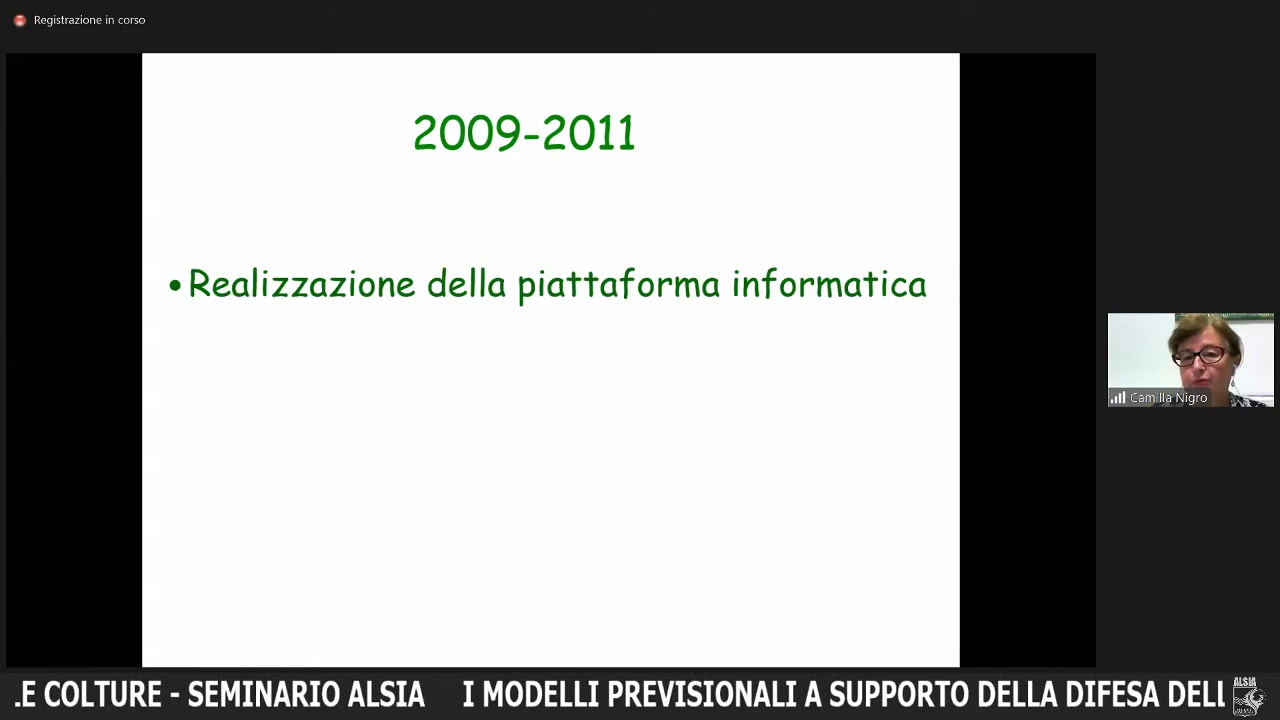 Registrazione in corso
2009-2011
• Realizzazione della piattaforma informatica
Camilla Nigro
.E COLTURE - SEMINARIO ALSIA I MODELLI PREVISIONALI A SUPPORTO DELLA DIFESA DELL
ALSIA